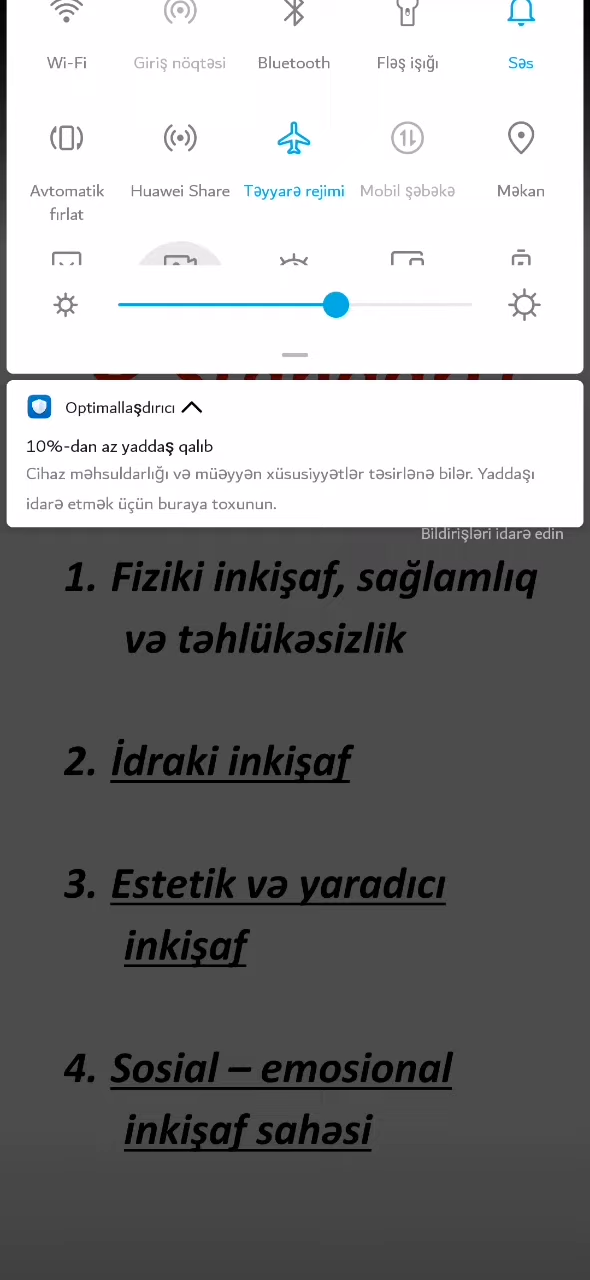 Wi-Fi
Giriş nöqtəsi
Bluetooth
Fləş işığı
Səs
Avtomatik
fırlat
Huawei Share
Təyyarə rejimi
Mobil şəbəkə
Məkan
Optimallaşdırıcı
10%-dan az yaddaş qalıb
Cihaz məhsuldarlığı və müəyyən xüsusiyyətlər təsirlənə bilər. Yaddaşı
idarə etmək üçün buraya toxunun.
Bildirişləri idarə edin
1. Fiziki inkişaf, sağlamlıq
və təhlükəsizlik
2. İdraki inkişaf
3. Estetik və yaradıcı
inkişaf
4. Sosial – emosional
inkişaf sahəsi